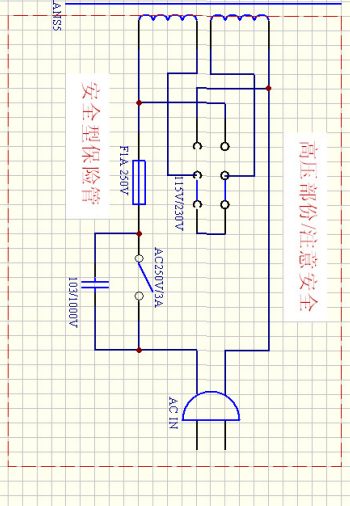 ANS5
安全型保险管
F1A 250V
115V/230V
高压部份/注意安全
AC250V/3A
103/1000V
AC IN